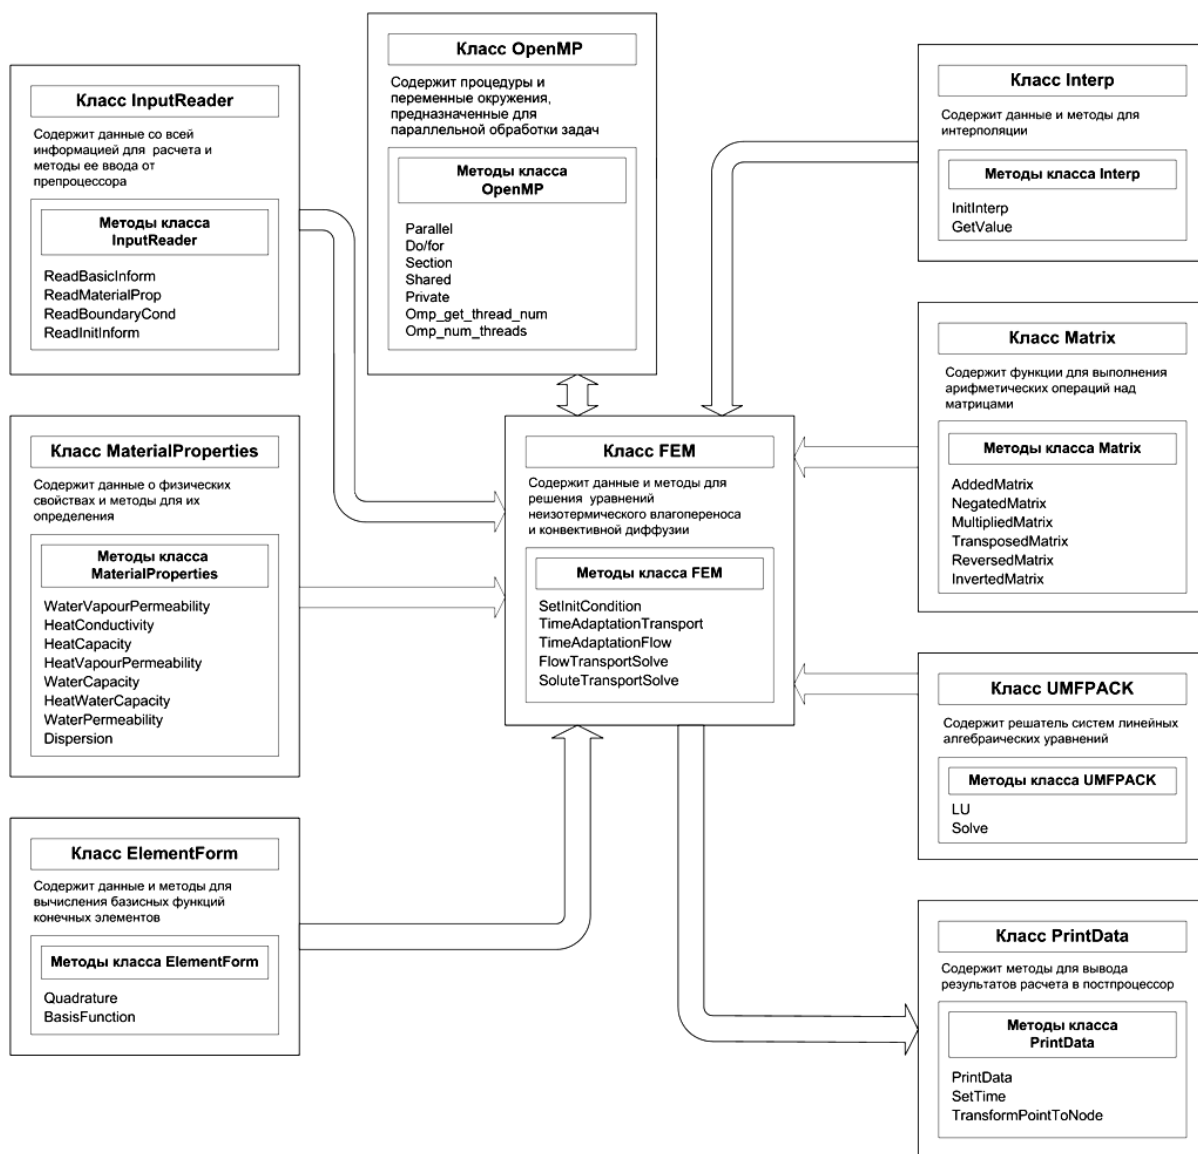 Класс OpenMP
Содержит процедуры и
переменные окружения,
предназначенные для
параллельной обработки задач
Методы класса
OpenMP
Parallel
Do/for
Section
Shared
Private
Omp_get_thread_num
Omp_num_threads
Класс InputReader
Содержит данные со всей
информацией для расчета и
методы ее ввода от
препроцессора
Методы класса
InputReader
ReadBasicInform
ReadMaterialProp
ReadBoundaryCond
ReadInitInform
Класс Interp
Содержит данные и методы для
интерполяции
Методы класса Interp
InitInterp
GetValue
Класс Matrix
Содержит функции для выполнения
арифметических операций над
матрицами
Методы класса Matrix
AddedMatrix
NegatedMatrix
MultipliedMatrix
TransposedMatrix
ReversedMatrix
InvertedMatrix
Класс MaterialProperties
Содержит данные о физических
свойствах и методы для их
определения
Методы класса
MaterialProperties
WaterVapourPermeability
HeatConductivity
HeatCapacity
HeatVapourPermeability
WaterCapacity
HeatWaterCapacity
WaterPermeability
Dispersion
Класс FEM
Содержит данные и методы для
решения уравнений
неизотермического влагопереноса
и конвективной диффузии
Методы класса FEM
SetInitCondition
TimeAdaptationTransport
TimeAdaptationFlow
FlowTransportSolve
SoluteTransportSolve
Класс UMFPACK
Содержит решатель систем линейных
алгебраических уравнений
Методы класса UMFPACK
LU
Solve
Класс ElementForm
Содержит данные и методы для
вычисления базисных функций
конечных элементов
Методы класса ElementForm
Quadrature
BasisFunction
Класс PrintData
Содержит методы для вывода
результатов расчета в постпроцессор
Методы класса
PrintData
PrintData
SetTime
TransformPointToNode